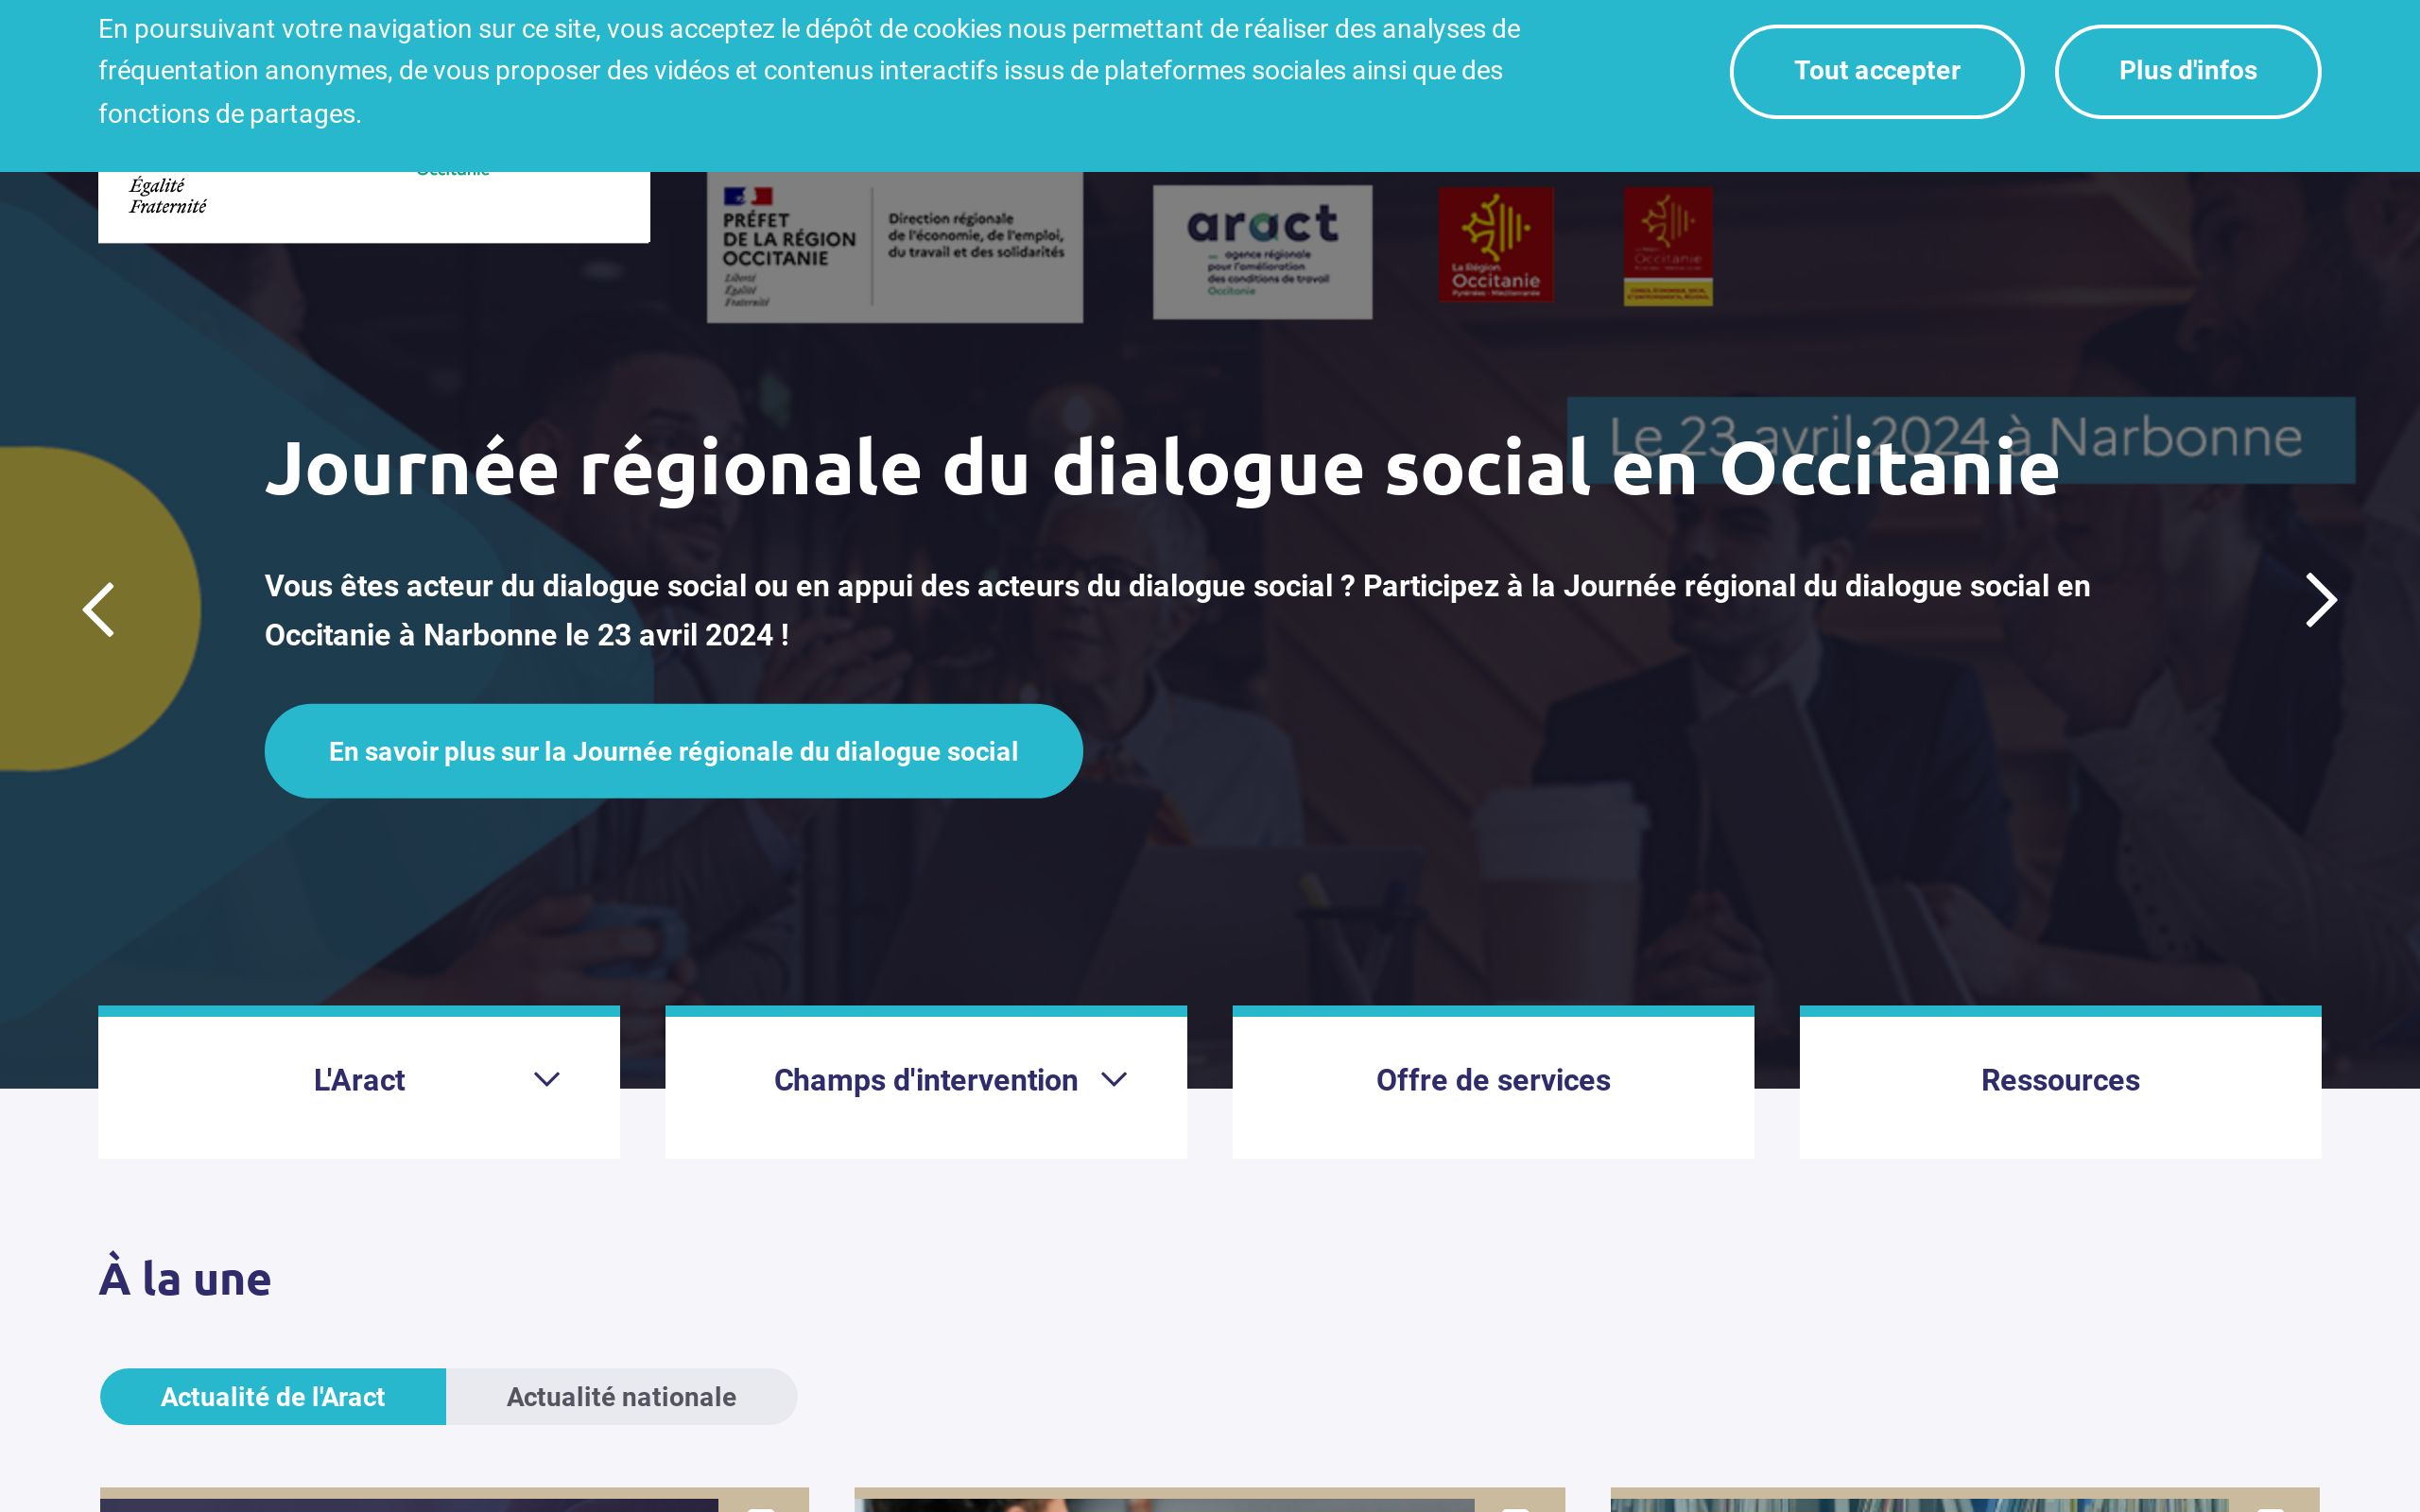 En poursuivant votre navigation sur ce site, vous acceptez le dépôt de cookies nous permettant de réaliser des analyses de
fréquentation anonymes, de vous proposer des vidéos et contenus interactifs issus de plateformes sociales ainsi que des
fonctions de partages.
Tout accepter
Plus d'infos
Égalité
Fraternité
Occitanie
PRÉFET
DE LA RÉGION
OCCITANIE
Liberté
Égalité
Fraternité
Direction régionale
de l'économie, de l'emploi,
du travail et des solidarités
aract
agence régionale
pour l'amélioration
des conditions de travail
Occitanie
La Région
Occitanie
Pyrénées - Méditerranée
Occitanie
Le 23 avril 2024 à Narbonne
Journée régionale du dialogue social en Occitanie
Vous êtes acteur du dialogue social ou en appui des acteurs du dialogue social ? Participez à la Journée régional du dialogue social en
Occitanie à Narbonne le 23 avril 2024 !
En savoir plus sur la Journée régionale du dialogue social
L'Aract
Champs d'intervention
Offre de services
Ressources
À la une
Actualité de l'Aract
Actualité nationale